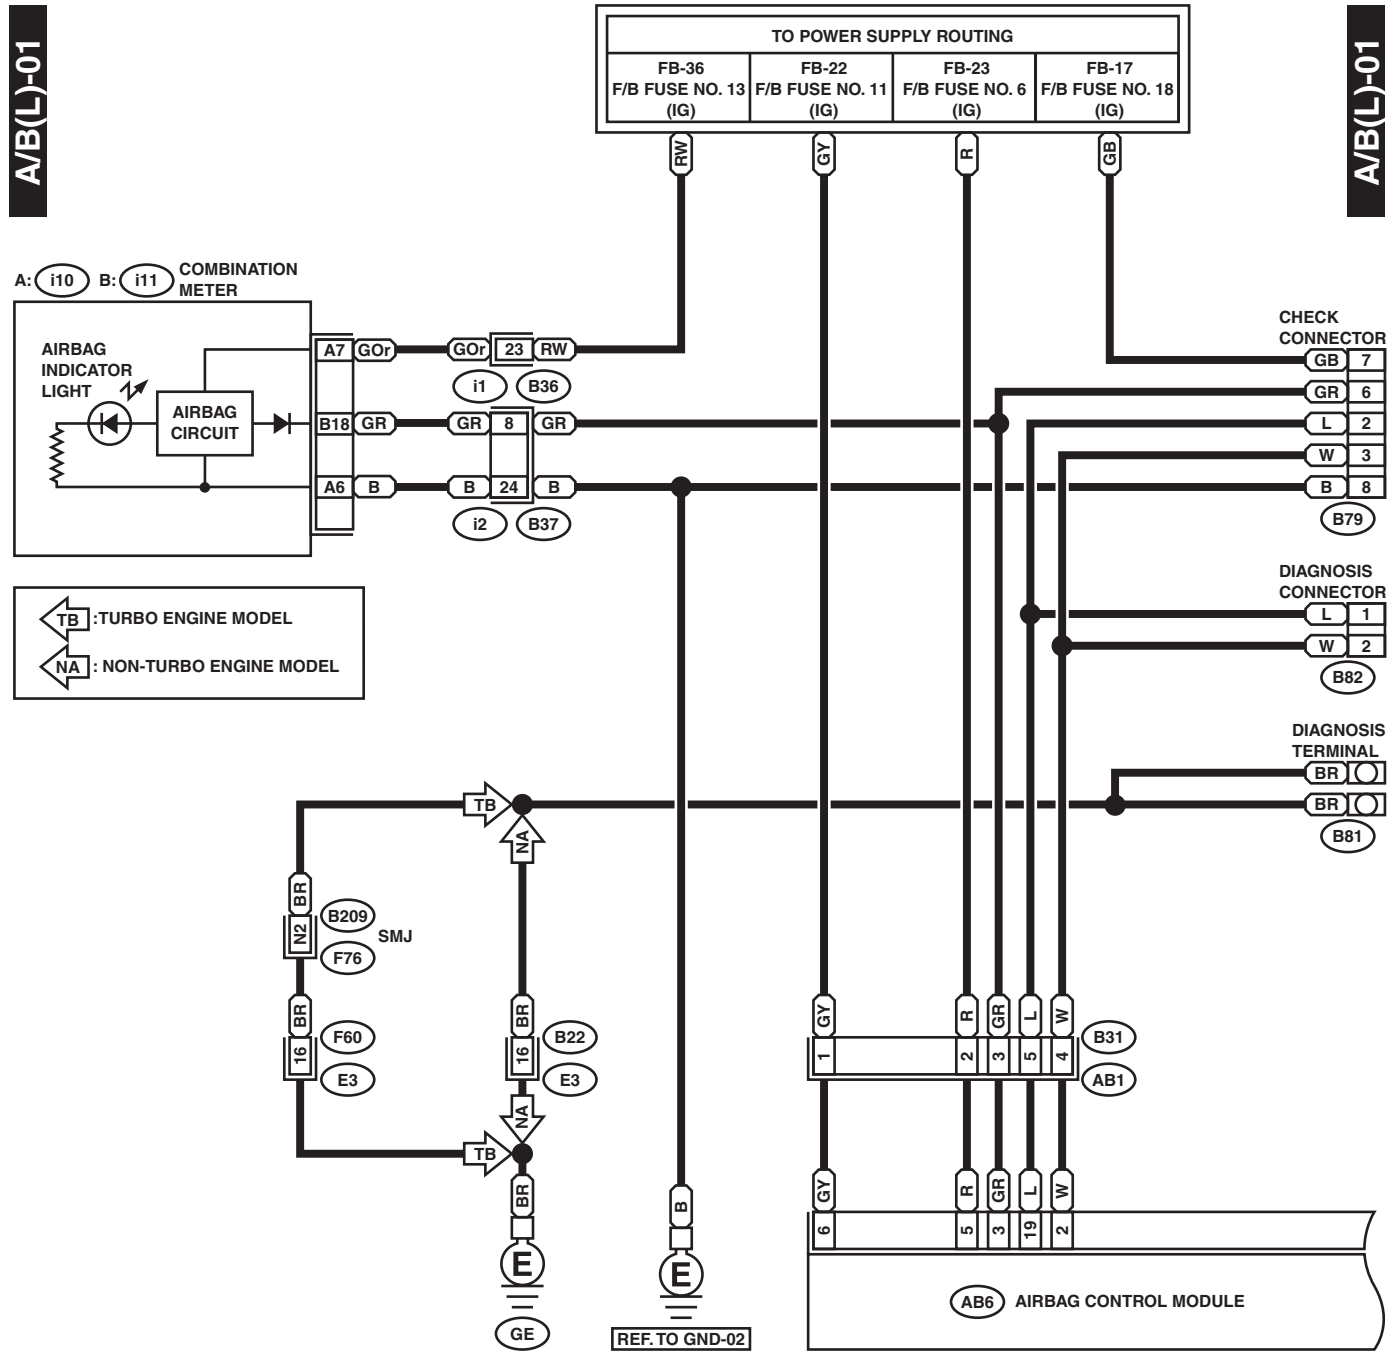 A/B(L)-01
A/B(L)-01
TO POWER SUPPLY ROUTING
FB-36
F/B FUSE NO. 13
(IG)
FB-22
F/B FUSE NO. 11
(IG)
FB-23
F/B FUSE NO. 6
(IG)
FB-17
F/B FUSE NO. 18
(IG)
RW
GY
R
GB
A: i10 B: i11 COMBINATION
METER
AIRBAG
INDICATOR
LIGHT
AIRBAG
CIRCUIT
A7 GOr GOr 23 RW
i1 B36
B18 GR GR 8 GR
A6 B B 24 B
i2 B37
CHECK
CONNECTOR
GB 7
GR 6
L 2
W 3
B 8
B79
TB :TURBO ENGINE MODEL
NA : NON-TURBO ENGINE MODEL
DIAGNOSIS
CONNECTOR
L 1
W 2
B82
DIAGNOSIS
TERMINAL
BR
BR
B81
TB
NA
BR
N2
B209
SMJ
F76
BR
16
F60
E3
BR
16
B22
E3
NA
TB
BR
E
GE
B
E
REF. TO GND-02
GY R GR L W
1 2 3 5 4
B31
AB1
GY R GR L W
6 5 3 19 2
AB6 AIRBAG CONTROL MODULE